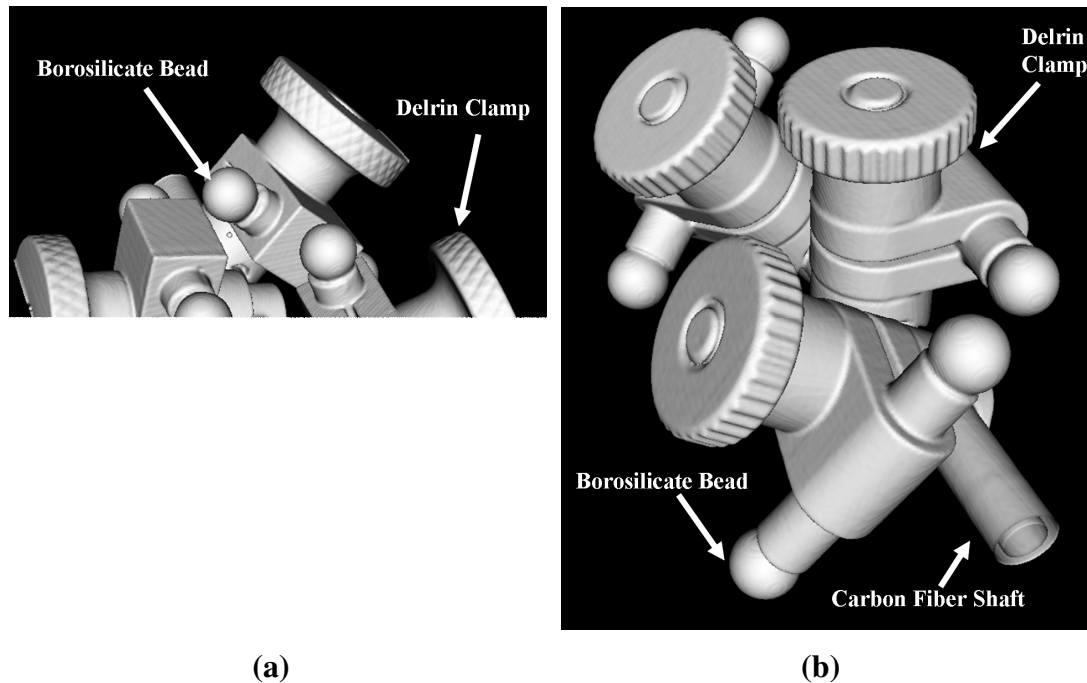 Borosilicate Bead
Delrin Clamp
(a)
Delrin
Clamp
Borosilicate Bead
Carbon Fiber Shaft
(b)